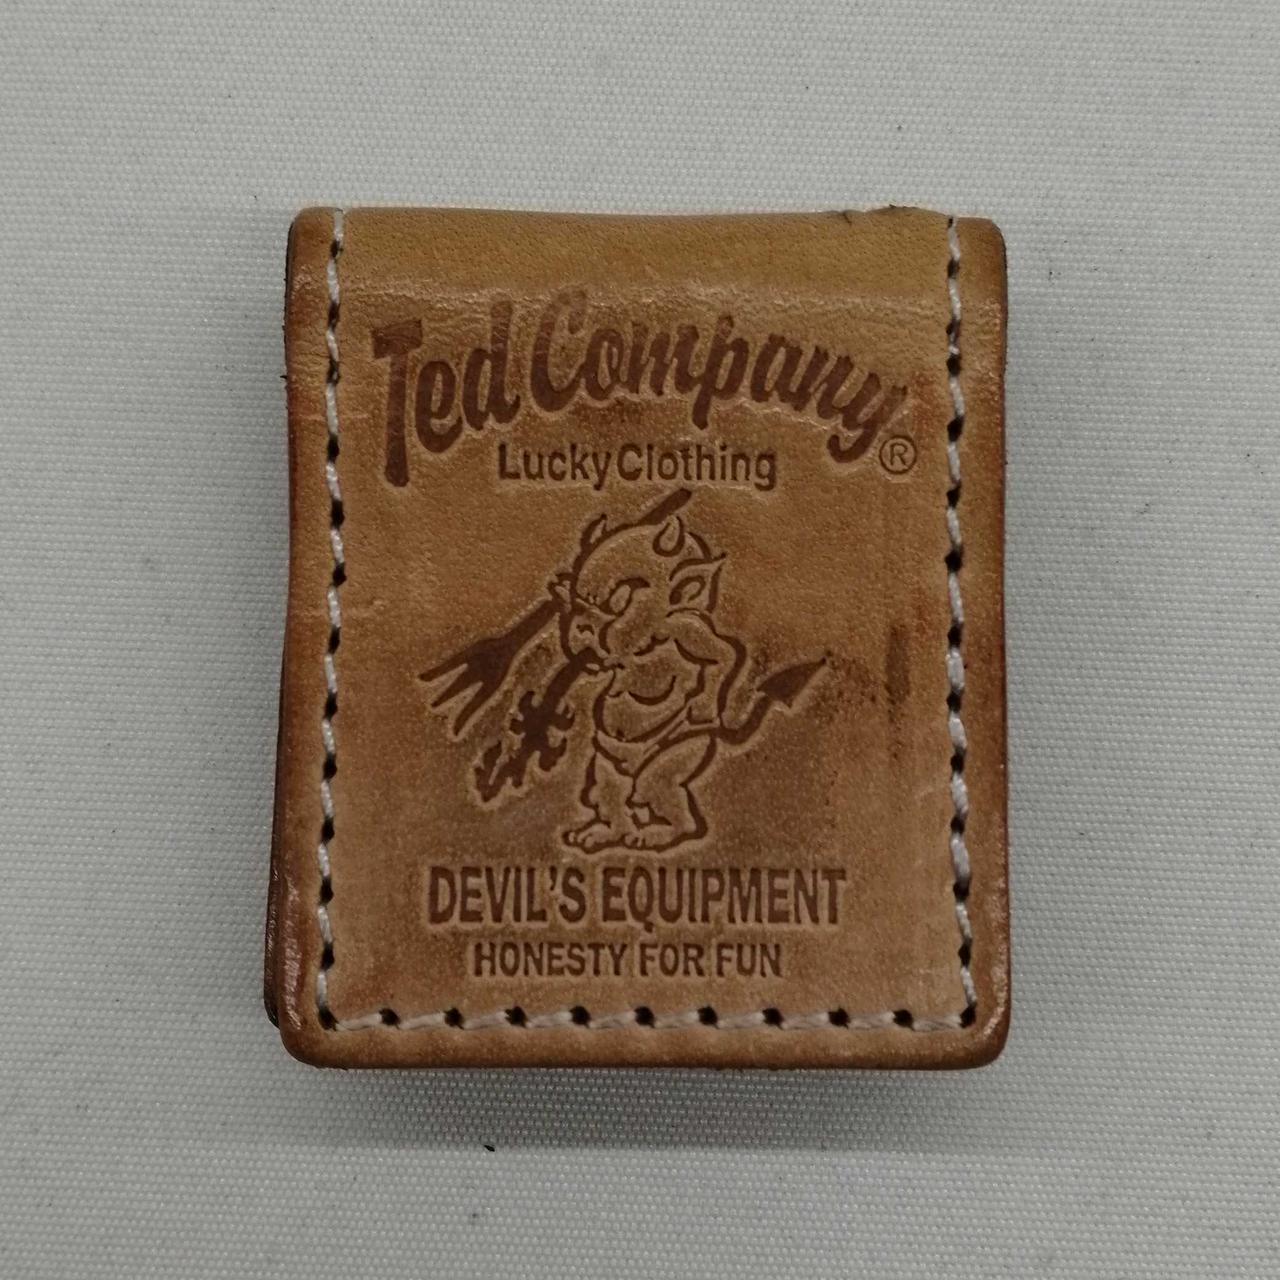 Ted Company®
Lucky Clothing
DEVIL'S EQUIPMENT
HONESTY FOR FUN